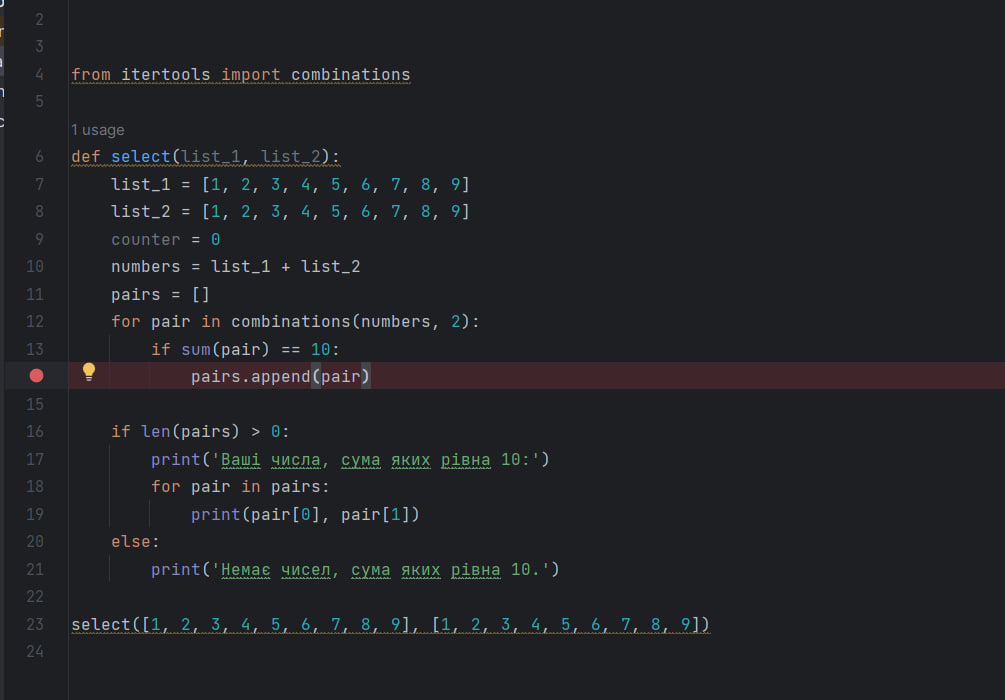 2
3
4 from itertools import combinations
5
1 usage
6 def select(list_1, list_2):
7 list_1 = [1, 2, 3, 4, 5, 6, 7, 8, 9]
8 list_2 = [1, 2, 3, 4, 5, 6, 7, 8, 9]
9 counter = 0
10 numbers = list_1 + list_2
11 pairs = []
12 for pair in combinations(numbers, 2):
13 if sum(pair) == 10:
pairs.append(pair)
15
16 if len(pairs) > 0:
17 print('Ваші числа, сума яких рівна 10:')
18 for pair in pairs:
19 print(pair[0], pair[1])
20 else:
21 print('Немає чисел, сума яких рівна 10.')
22
23 select([1, 2, 3, 4, 5, 6, 7, 8, 9], [1, 2, 3, 4, 5, 6, 7, 8, 9])
24